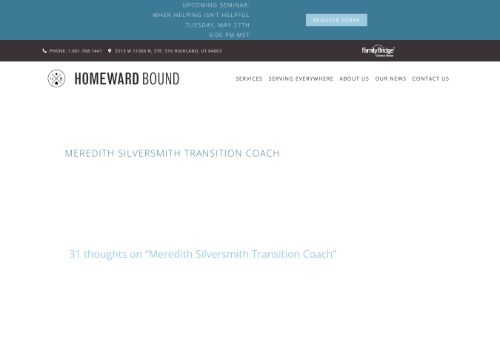 UPCOMING SEMINAR:
WHEN HELPING ISN'T HELPFUL
TUESDAY, MAY 27TH
6:00 PM MST
REGISTER TODAY
PHONE: 1.801.768.1441 5513 W 11000 N, STE. 316 HIGHLAND, UT 84003
FamilyBridge
HOMEWARD BOUND
SERVICES SERVING EVERYWHERE ABOUT US OUR NEWS CONTACT US
MEREDITH SILVERSMITH TRANSITION COACH
31 thoughts on “Meredith Silversmith Transition Coach”